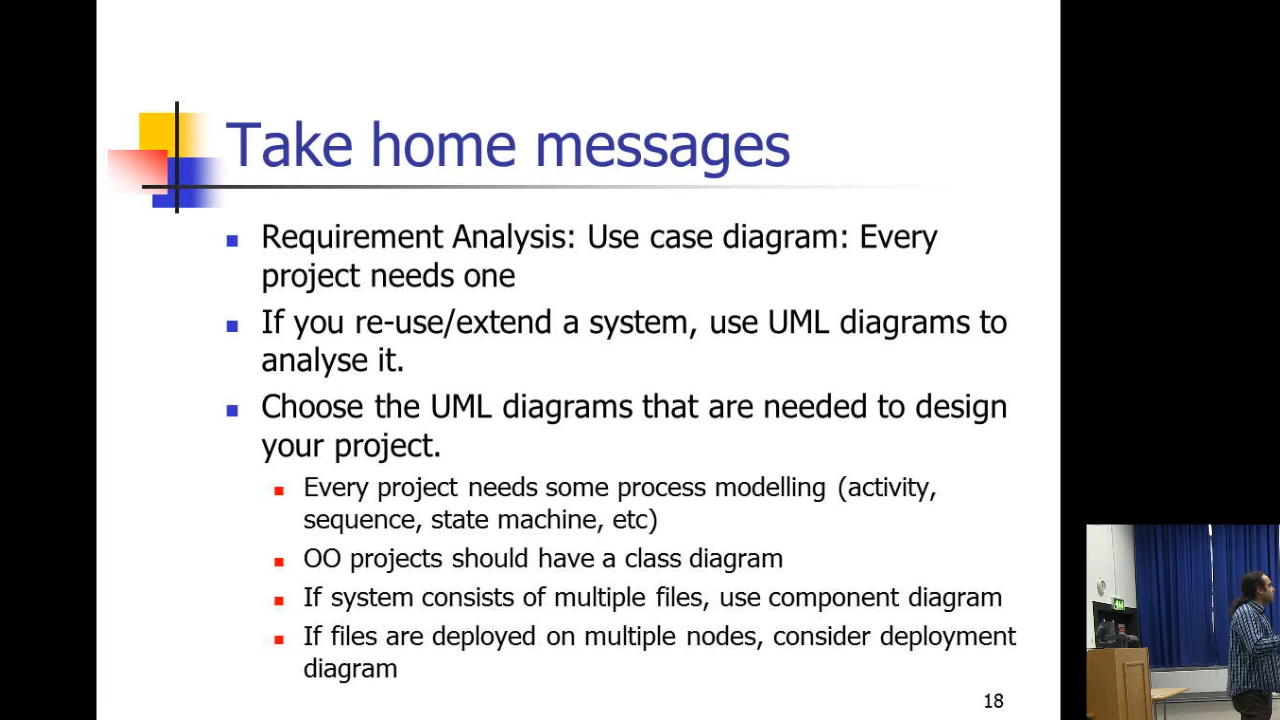 Take home messages
Requirement Analysis: Use case diagram: Every
project needs one
If you re-use/extend a system, use UML diagrams to
analyse it.
Choose the UML diagrams that are needed to design
your project.
Every project needs some process modelling (activity,
sequence, state machine, etc)
OO projects should have a class diagram
If system consists of multiple files, use component diagram
If files are deployed on multiple nodes, consider deployment
diagram
18